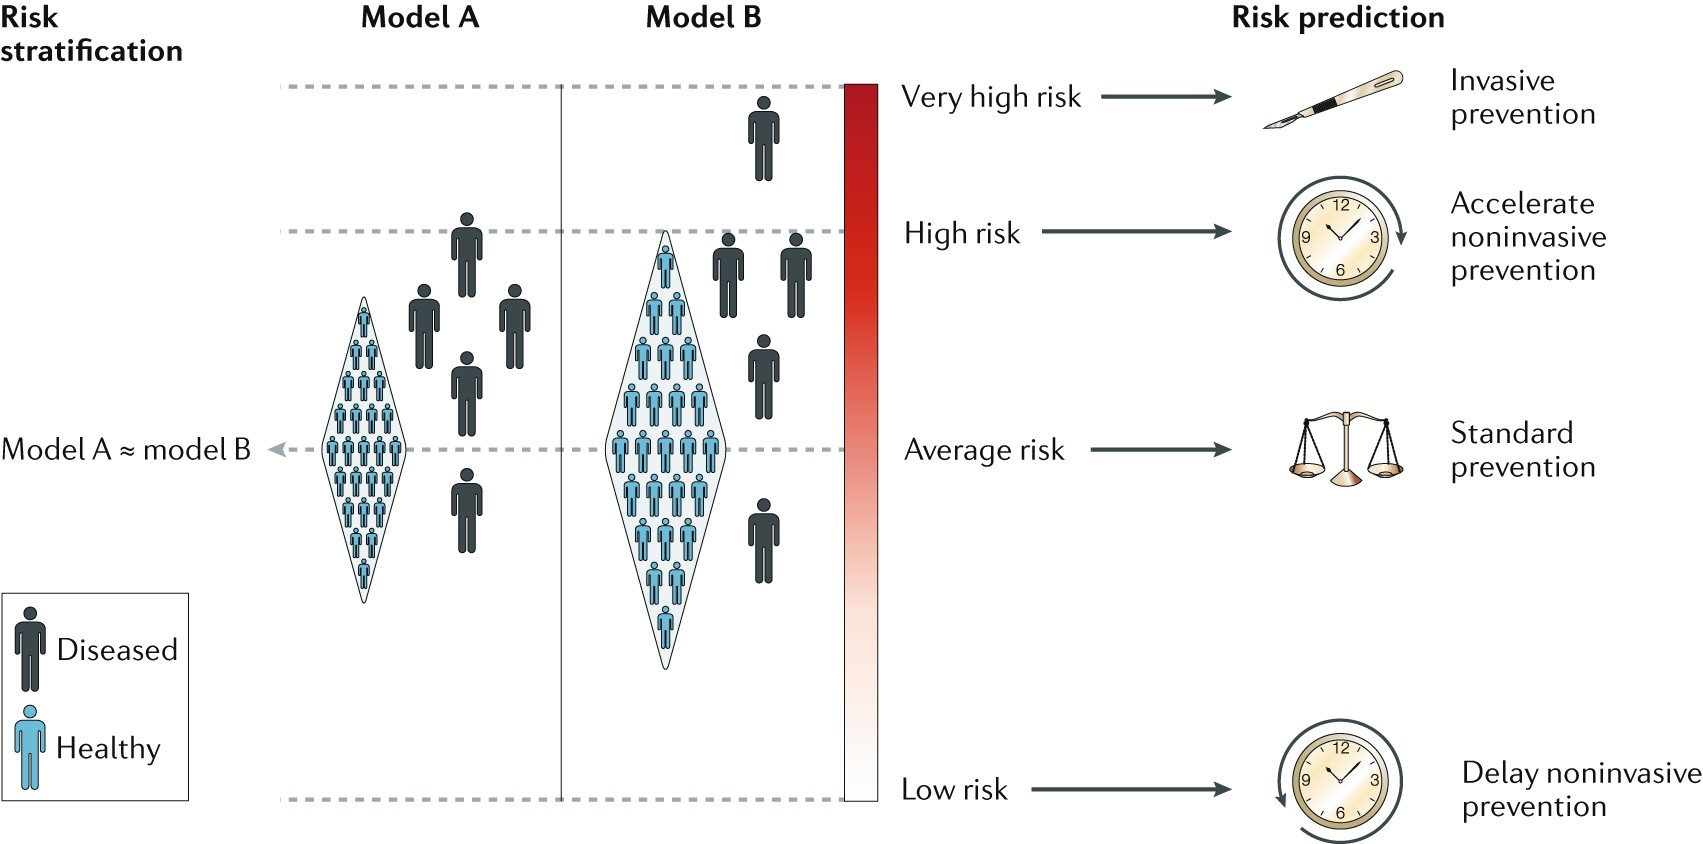 Risk
stratification
Model A
Model B
Risk prediction
Very high risk
Invasive
prevention
High risk
12
3
6
9
Accelerate
noninvasive
prevention
Model A ≈ model B
Average risk
Standard
prevention
Diseased
Healthy
Low risk
12
3
6
9
Delay noninvasive
prevention